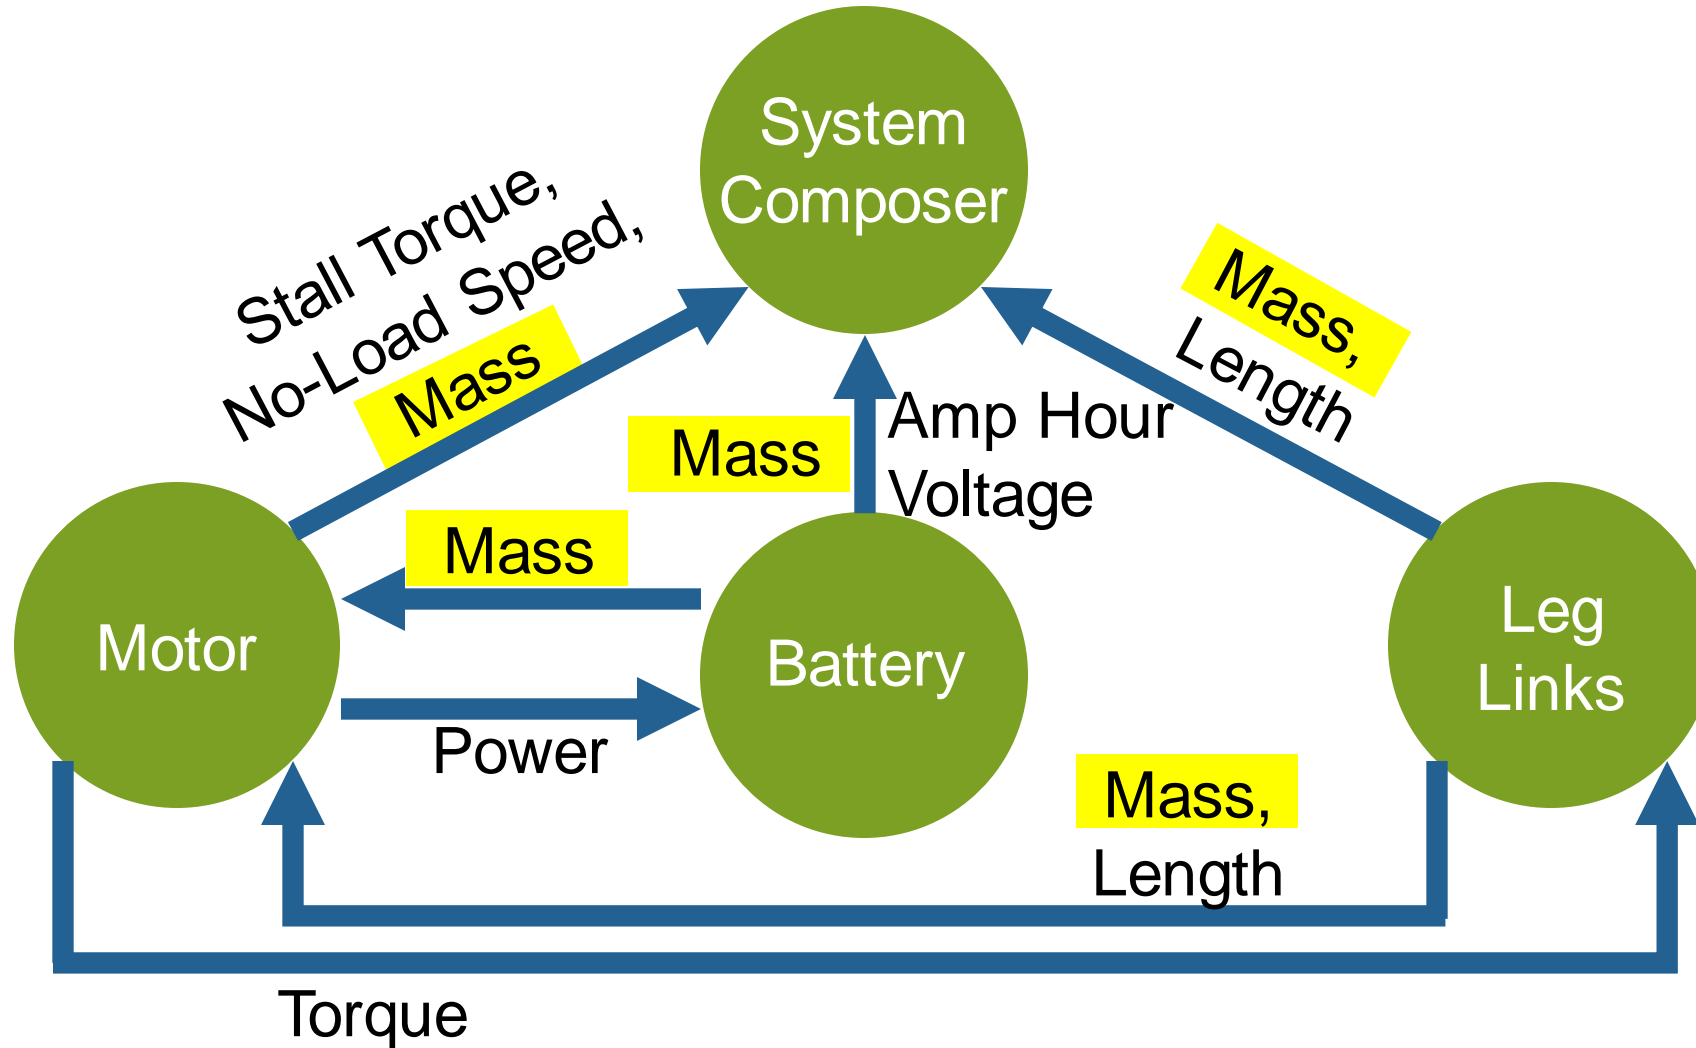 System
Composer
Stall Torque,
No-Load Speed,
Mass
Mass,
Length
Mass
Amp Hour
Voltage
Mass
Motor
Battery
Leg
Links
Power
Mass,
Length
Torque